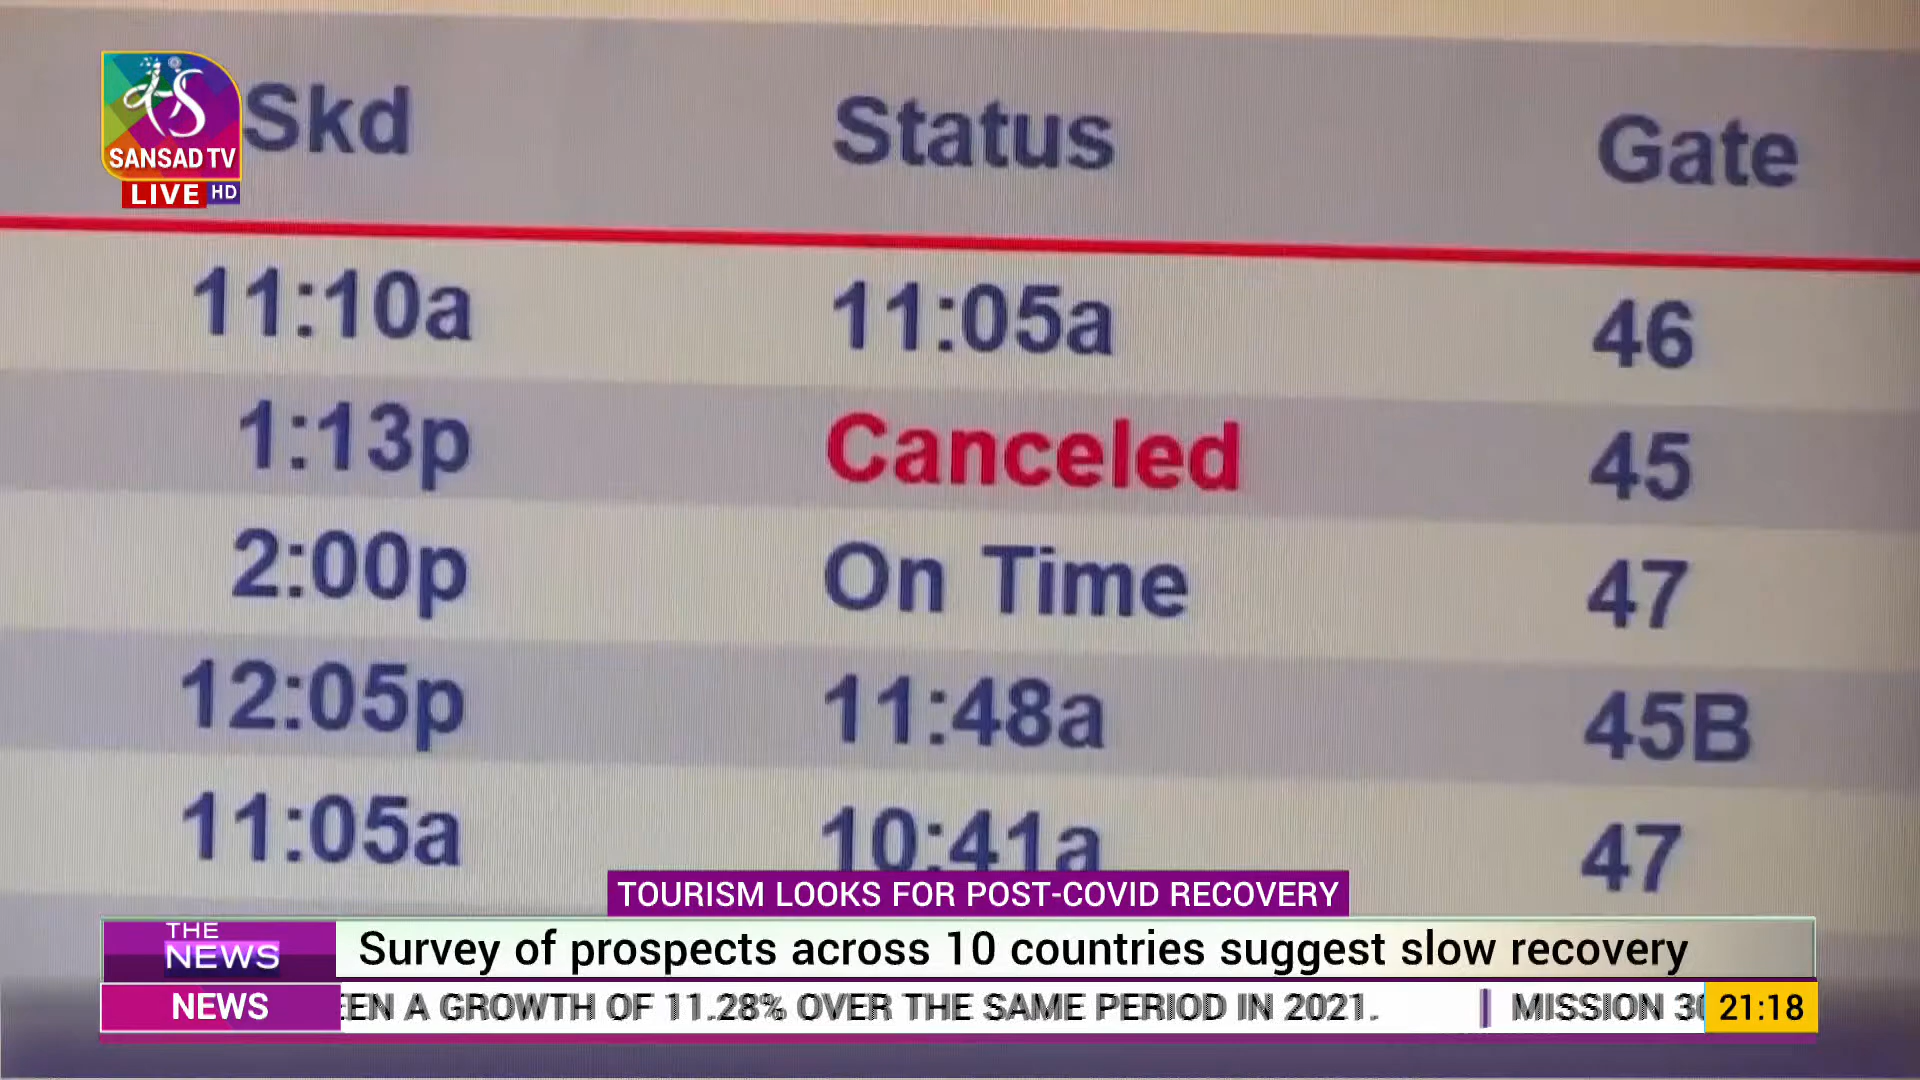 SANSAD TV
LIVE HD
Skd Status Gate
11:10a 11:05a 46
1:13p Canceled 45
2:00p On Time 47
12:05p 11:48a 45B
11:05a 10:41a 47
TOURISM LOOKS FOR POST-COVID RECOVERY
THE NEWS
Survey of prospects across 10 countries suggest slow recovery
NEWS
A GROWTH OF 11.28% OVER THE SAME PERIOD IN 2021. | MISSION
21:18